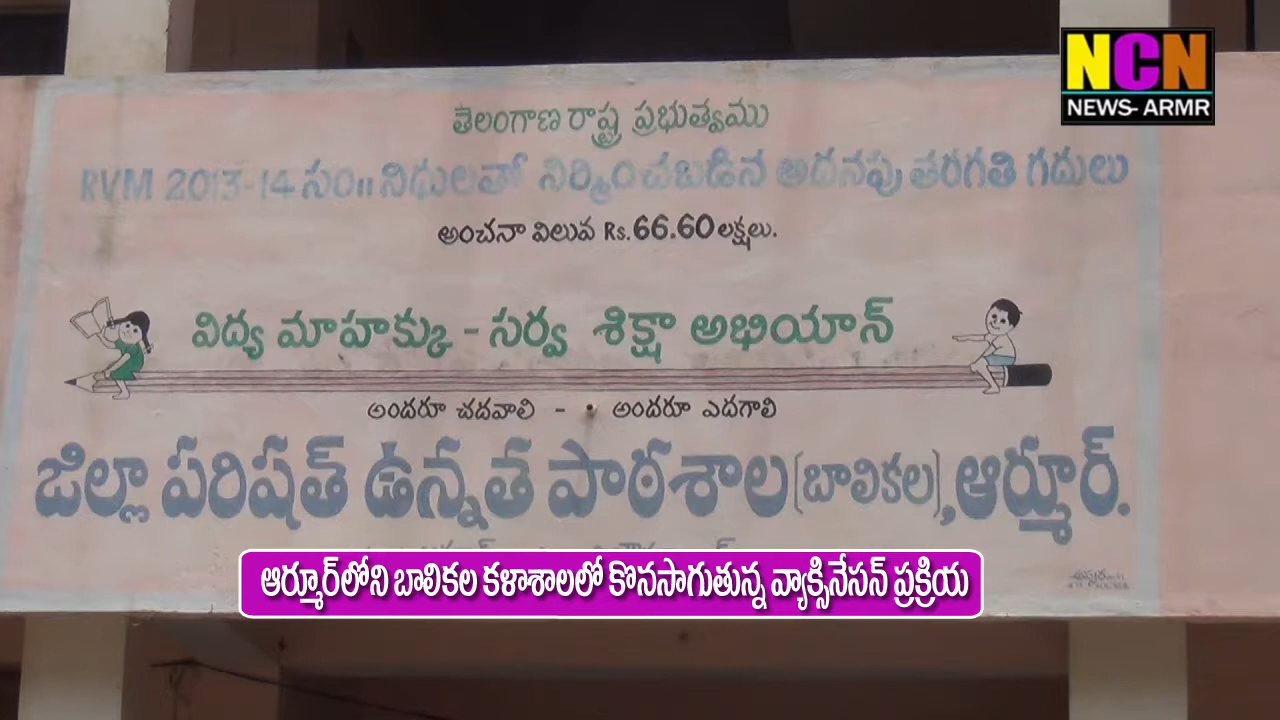 NCN
NEWS- ARMR
తెలంగాణ రాష్ట్ర ప్రభుత్వము
RVM 2013-14 సం॥ నిధులతో నిర్మించబడిన అదనపు తరగతి గదులు
అంచనా విలువ Rs.66.60 లక్షలు.
విద్య మాహక్కు - సర్వ శిక్షా అభియాన్
అందరూ చదవాలి - అందరూ ఎదగాలి
జిల్లా పరిషత్ ఉన్నత పాఠశాల (బాలికల), ఆర్మూర్.
ఆర్మూర్‌లోని బాలికల కళాశాలలో కొనసాగుతున్న వ్యాక్సినేసన్ ప్రక్రియ